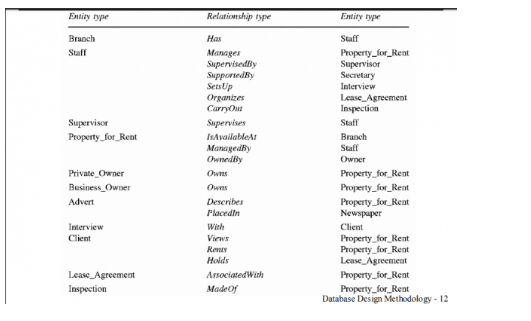 Entity type Relationship type Entity type
Branch Has Staff
Staff Manages Property_for_Rent
SupervisedBy Supervisor
SupportedBy Secretary
SetsUp Interview
Organizes Lease_Agreement
CarryOut Inspection
Supervisor Supervises Staff
Property_for_Rent IsAvailableAt Branch
ManagedBy Staff
OwnedBy Owner
Private_Owner Owns Property_for_Rent
Business_Owner Owns Property_for_Rent
Advert Describes Property_for_Rent
PlacedIn Newspaper
Interview With Client
Client Views Property_for_Rent
Rents Property_for_Rent
Holds Lease_Agreement
Lease_Agreement AssociatedWith Property_for_Rent
Inspection MadeOf Property_for_Rent
Database Design Methodology - 12